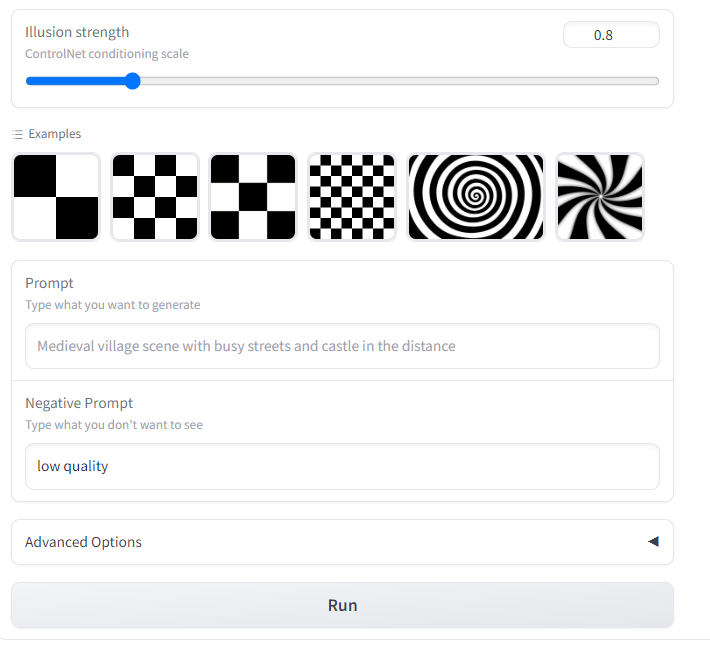 Illusion strength
0.8
ControlNet conditioning scale
Examples
Prompt
Type what you want to generate
Medieval village scene with busy streets and castle in the distance
Negative Prompt
Type what you don't want to see
low quality
Advanced Options
Run